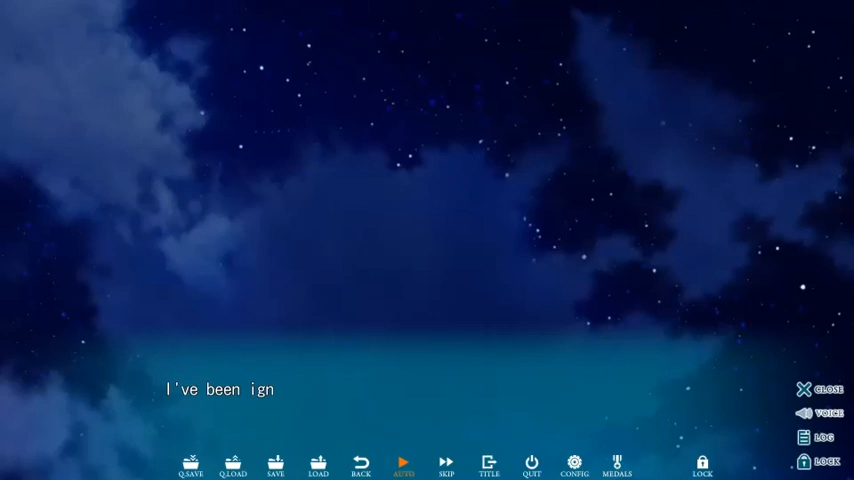 I've been ign
CLOSE
VOICE
LOG
LOCK
Q.SAVE Q.LOAD SAVE LOAD BACK AUTO SKIP TITLE QUIT CONFIG MEDALS LOCK